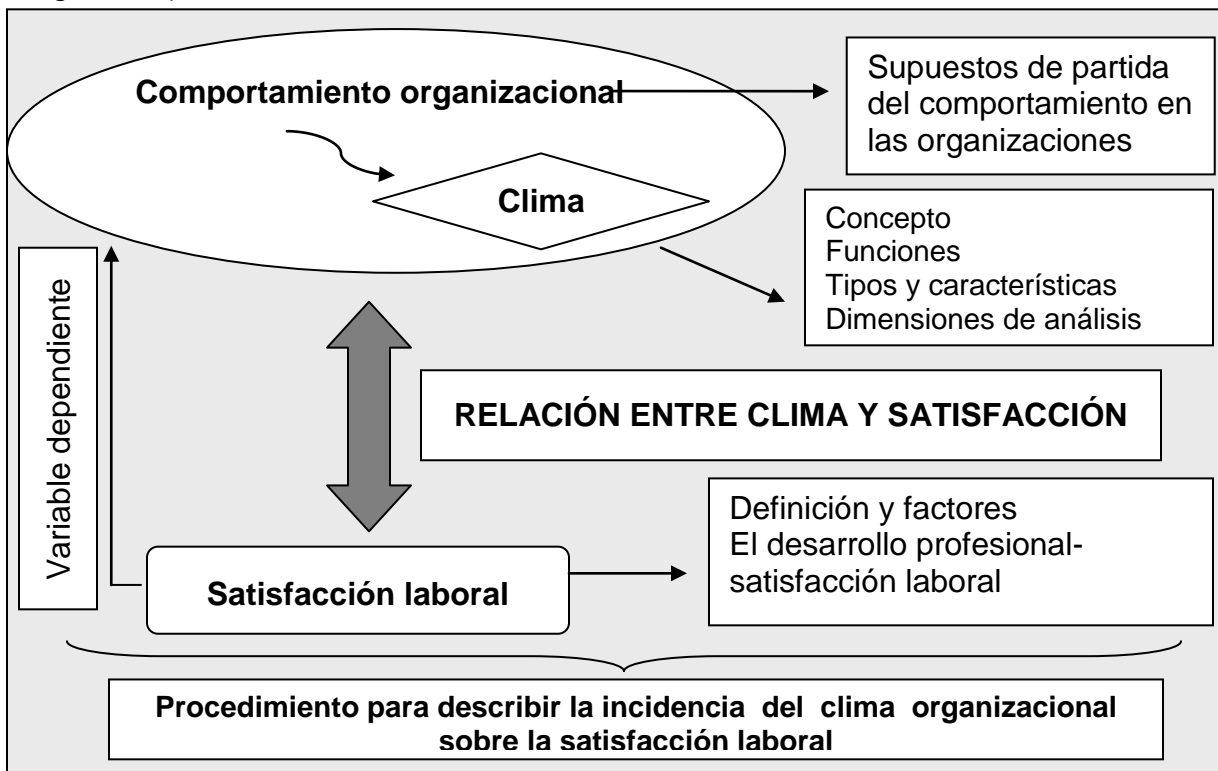 Comportamiento organizacional
Supuestos de partida
del comportamiento en
las organizaciones
Clima
Concepto
Funciones
Tipos y características
Dimensiones de análisis
Variable dependiente
RELACIÓN ENTRE CLIMA Y SATISFACCIÓN
Definición y factores
El desarrollo profesional-
satisfacción laboral
Satisfacción laboral
Procedimiento para describir la incidencia del clima organizacional
sobre la satisfacción laboral